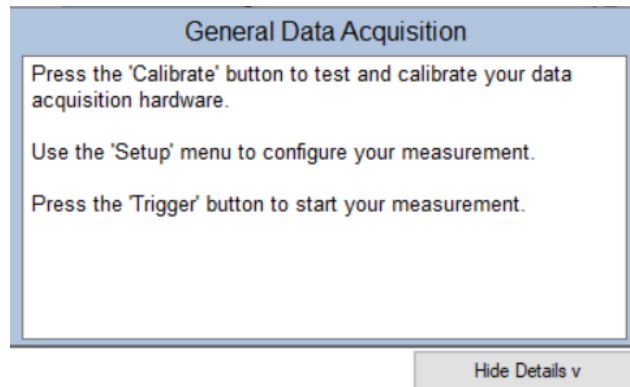 General Data Acquisition
Press the 'Calibrate' button to test and calibrate your data
acquisition hardware.
Use the 'Setup' menu to configure your measurement.
Press the 'Trigger' button to start your measurement.
Hide Details v